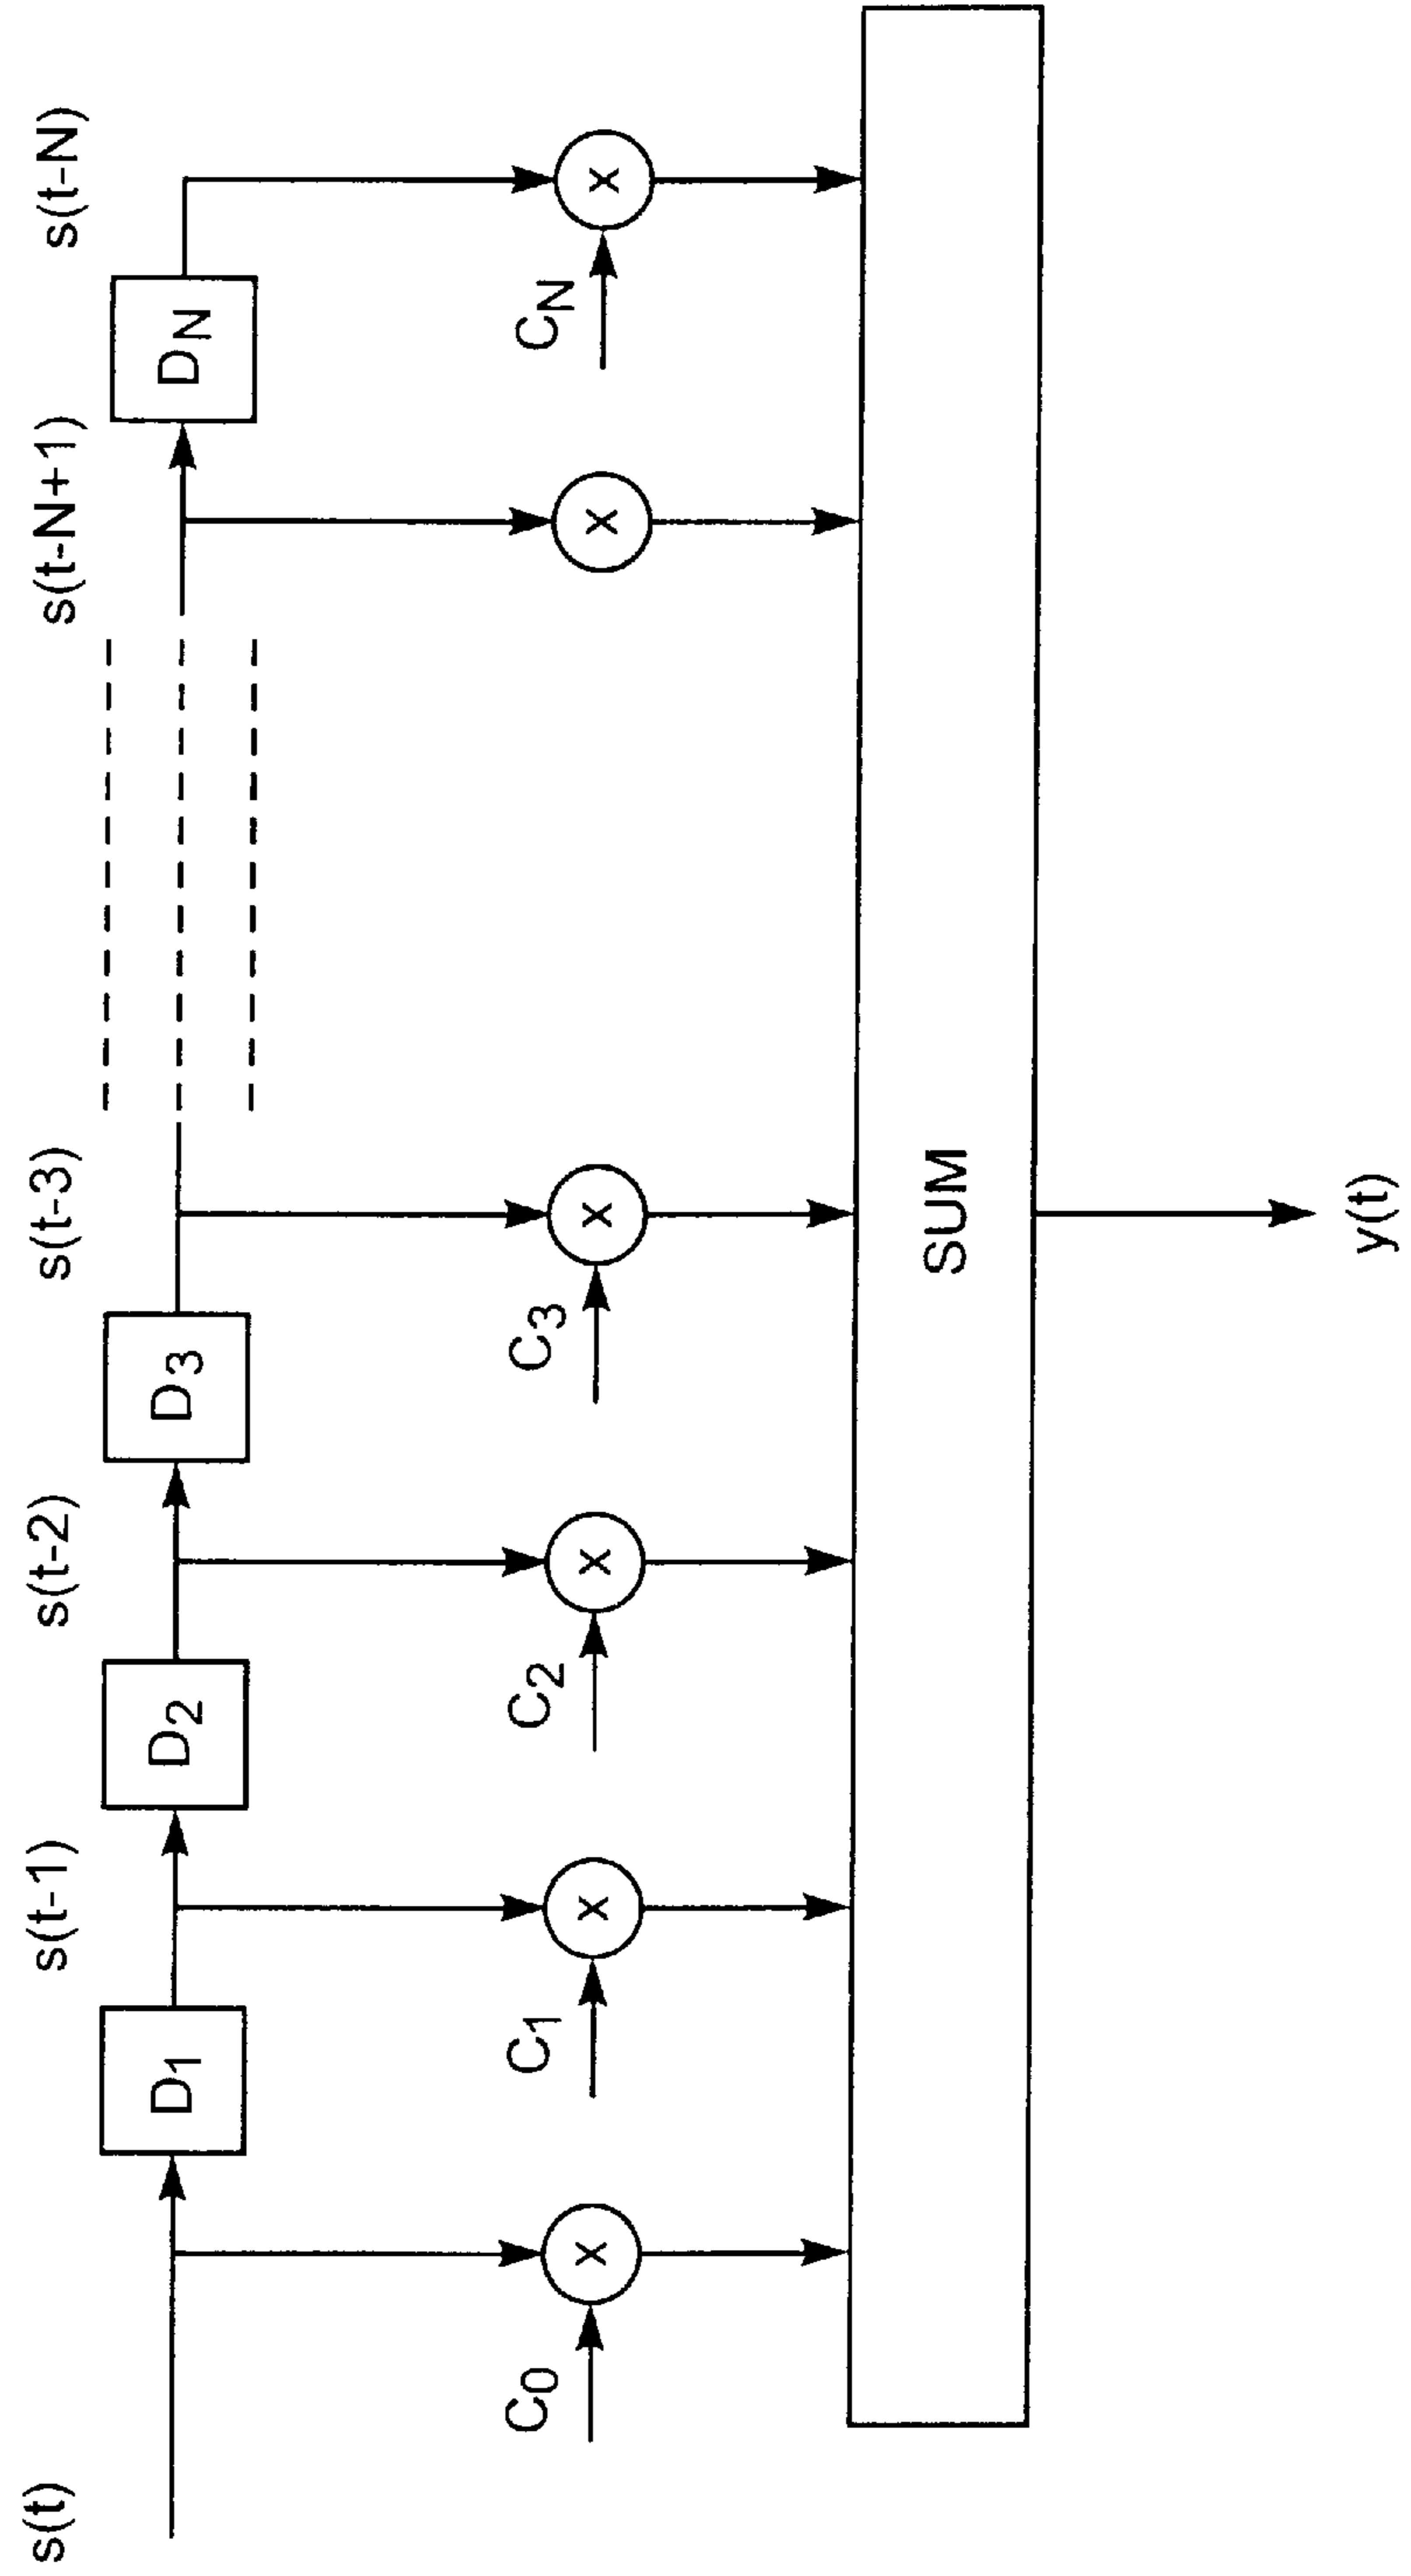 s(t)
s(t-1)
s(t-2)
s(t-3)
s(t-N+1)
s(t-N)
D1
D2
D3
DN
C0
C1
C2
C3
CN
x
x
x
x
x
x
SUM
y(t)